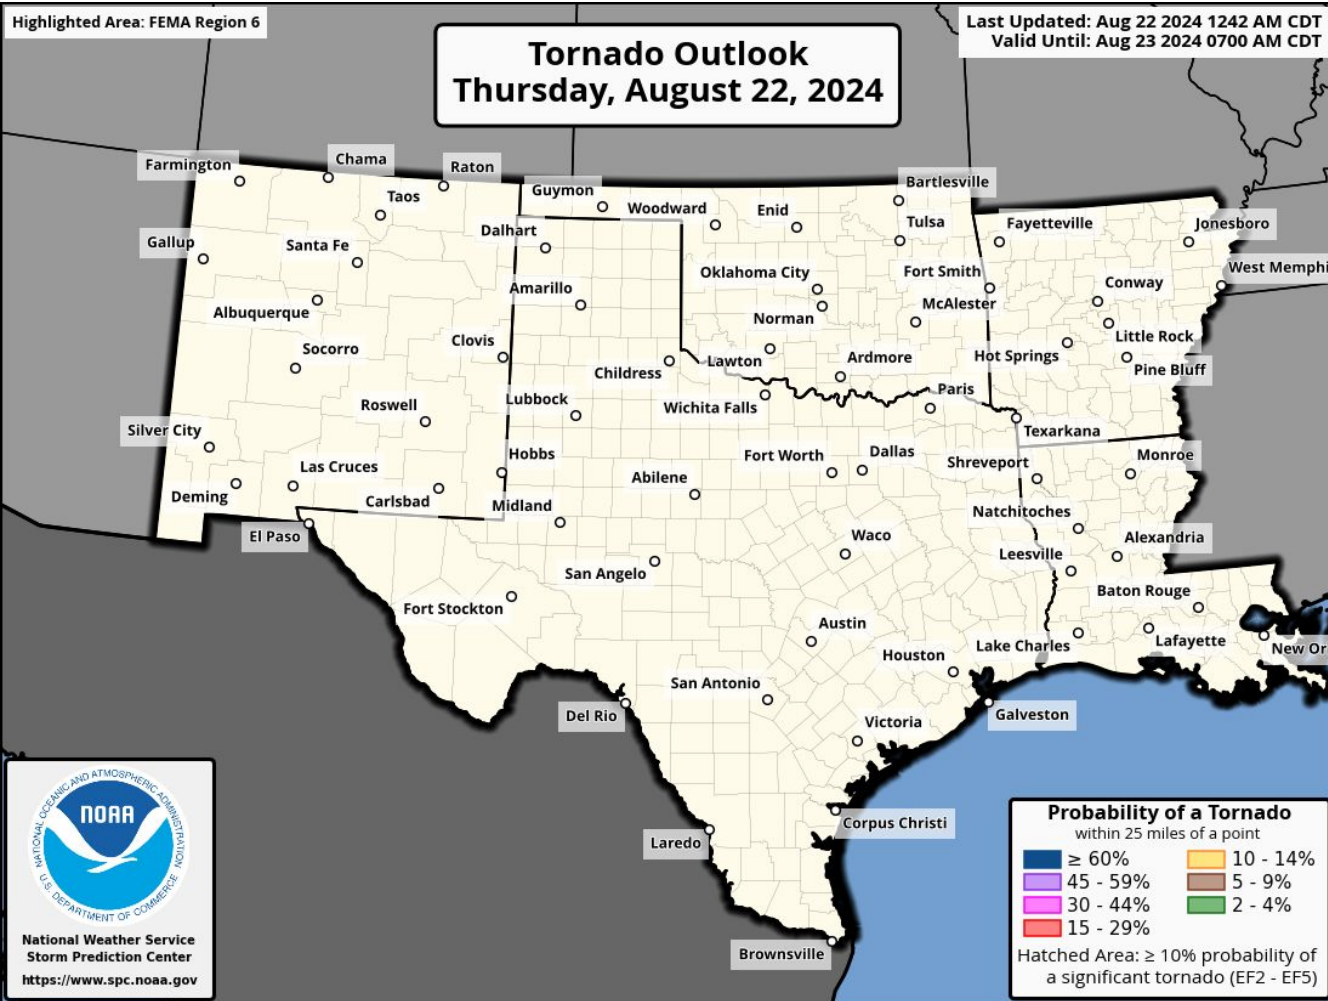 Highlighted Area: FEMA Region 6
Last Updated: Aug 22 2024 1242 AM CDT
Valid Until: Aug 23 2024 0700 AM CDT
Tornado Outlook
Thursday, August 22, 2024
Farmington
Chama
Raton
Taos
Guymon
Woodward
Enid
Bartlesville
Tulsa
Fayetteville
Jonesboro
Gallup
Santa Fe
Dalhart
Oklahoma City
Fort Smith
West Memphi
Amarillo
Conway
Albuquerque
Norman
McAlester
Socorro
Clovis
Little Rock
Childress
Lawton
Ardmore
Hot Springs
Pine Bluff
Roswell
Lubbock
Wichita Falls
Paris
Silver City
Texarkana
Las Cruces
Hobbs
Fort Worth
Dallas
Shreveport
Monroe
Deming
Carlsbad
Abilene
Midland
Natchitoches
El Paso
Waco
Leesville
Alexandria
San Angelo
Fort Stockton
Baton Rouge
Austin
Lake Charles
Lafayette
New Or
Houston
San Antonio
Del Rio
Victoria
Galveston
Corpus Christi
Laredo
Brownsville
NATIONAL OCEANIC AND ATMOSPHERIC ADMINISTRATION
NOAA
U.S. DEPARTMENT OF COMMERCE
National Weather Service
Storm Prediction Center
https://www.spc.noaa.gov
Probability of a Tornado
within 25 miles of a point
≥ 60%
45 - 59%
30 - 44%
15 - 29%
10 - 14%
5 - 9%
2 - 4%
Hatched Area: ≥ 10% probability of
a significant tornado (EF2 - EF5)